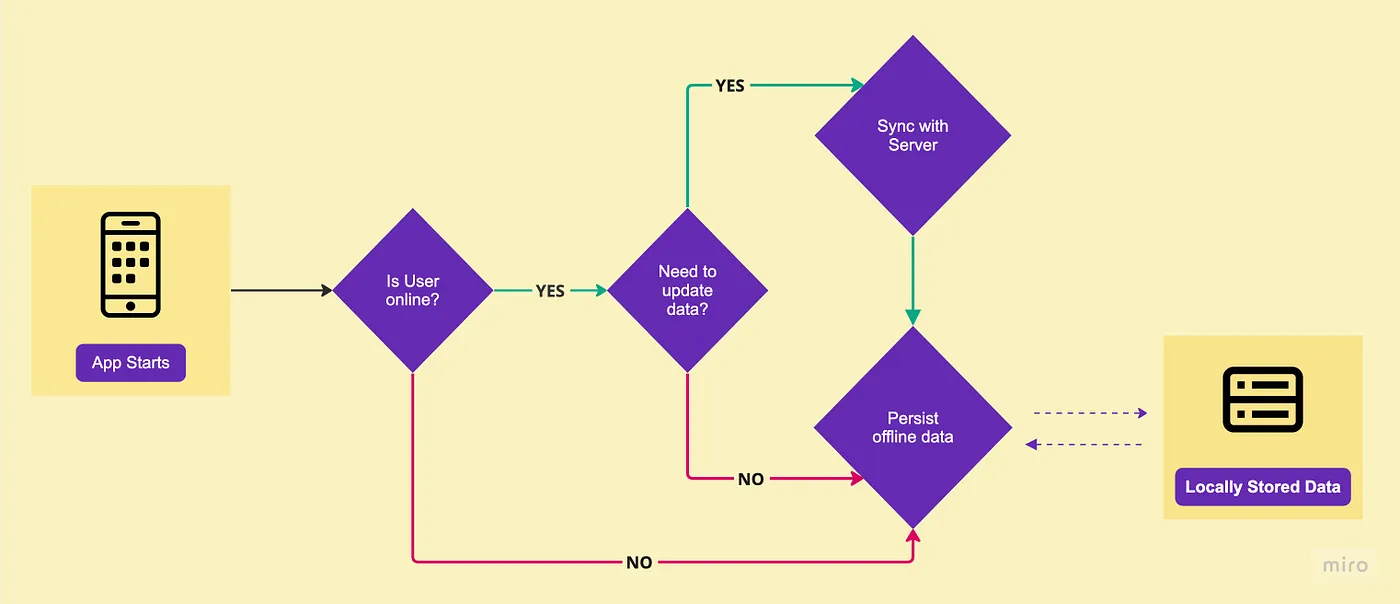 YES
Sync with
Server
App Starts
Is User
online?
YES
Need to
update
data?
Persist
offline data
NO
NO
Locally Stored Data
miro